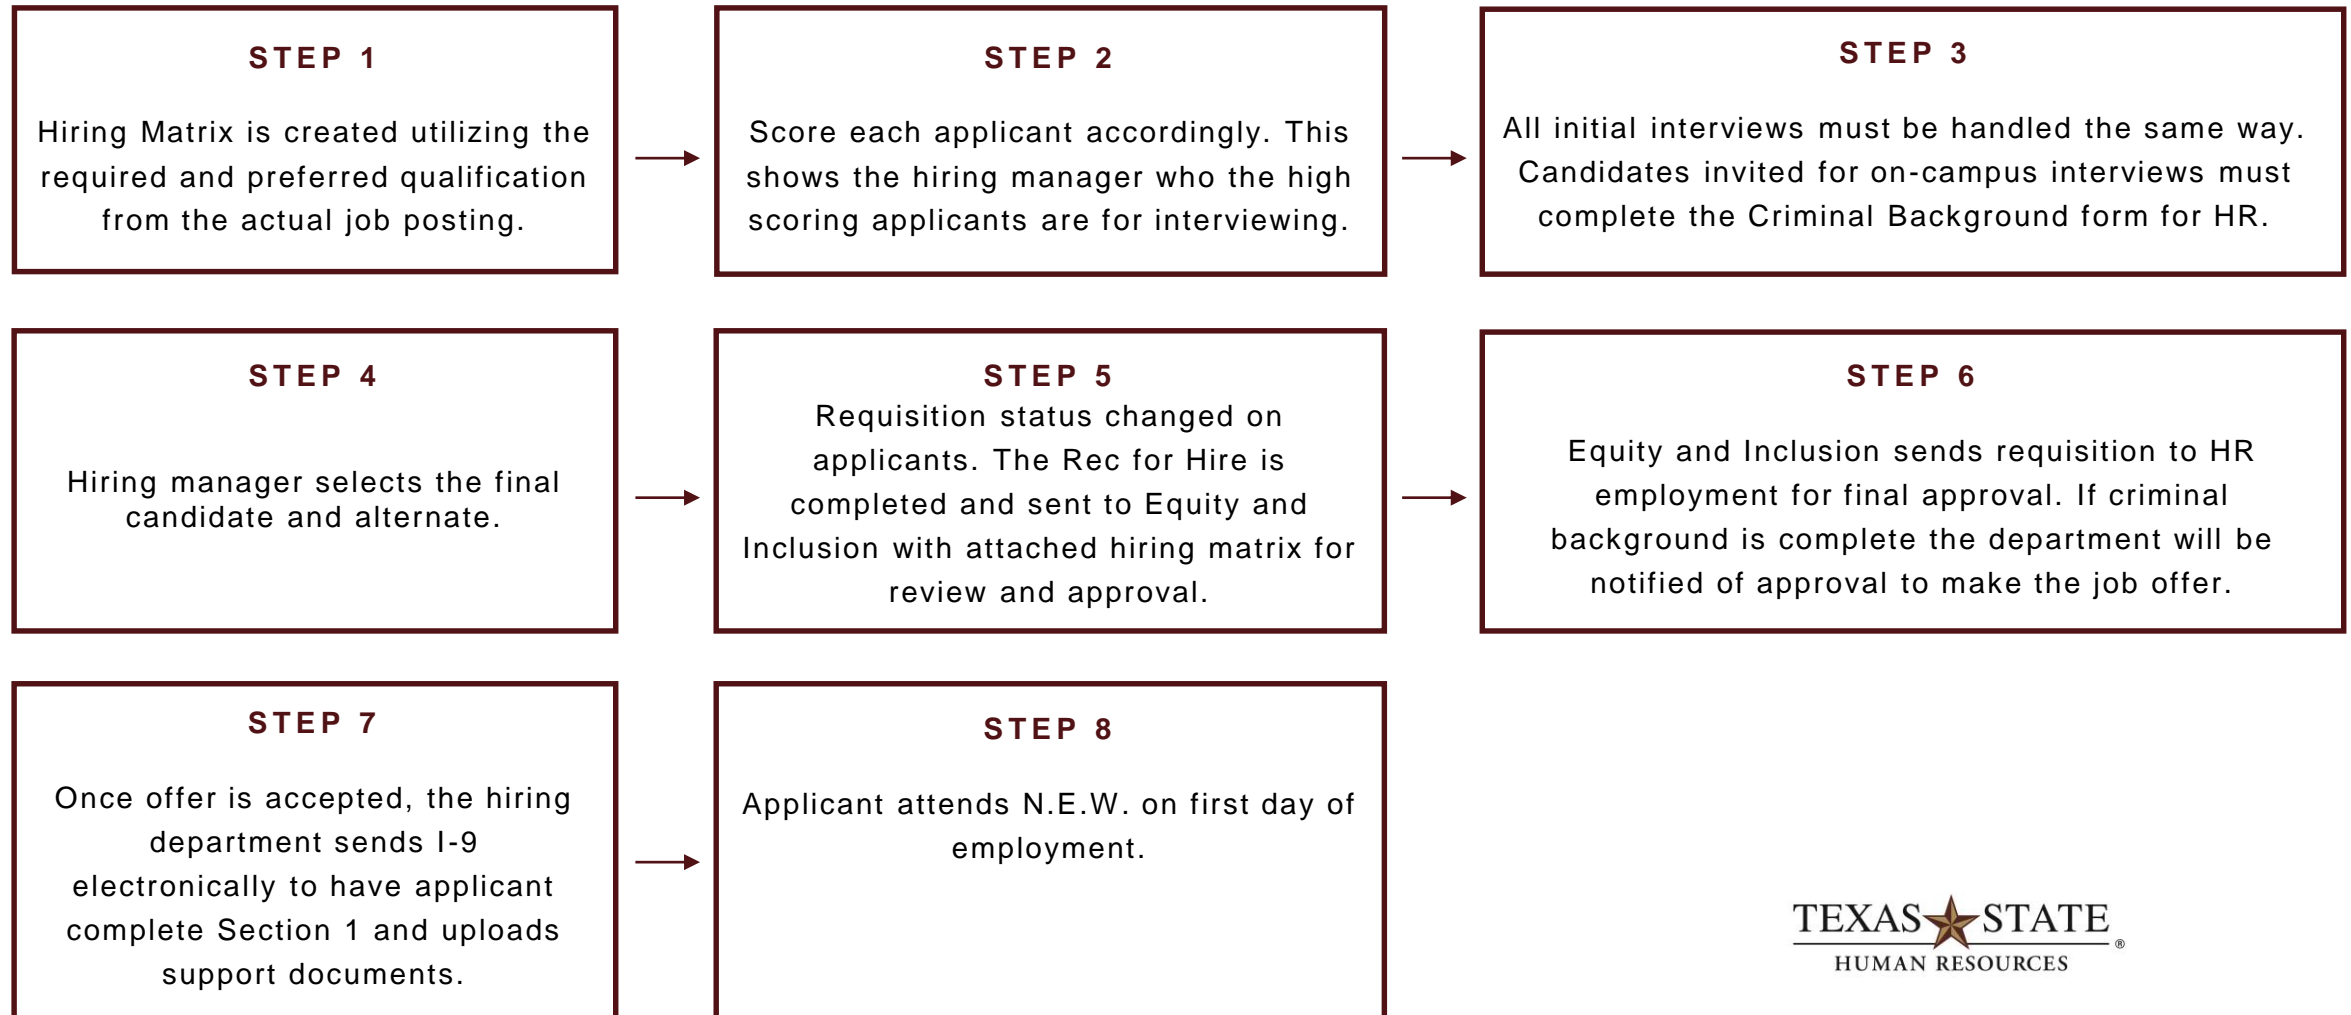 STEP 1
Hiring Matrix is created utilizing the
required and preferred qualification
from the actual job posting.
STEP 2
Score each applicant accordingly. This
shows the hiring manager who the high
scoring applicants are for interviewing.
STEP 3
All initial interviews must be handled the same way.
Candidates invited for on-campus interviews must
complete the Criminal Background form for HR.
STEP 4
Hiring manager selects the final
candidate and alternate.
STEP 5
Requisition status changed on
applicants. The Rec for Hire is
completed and sent to Equity and
Inclusion with attached hiring matrix for
review and approval.
STEP 6
Equity and Inclusion sends requisition to HR
employment for final approval. If criminal
background is complete the department will be
notified of approval to make the job offer.
STEP 7
Once offer is accepted, the hiring
department sends I-9
electronically to have applicant
complete Section 1 and uploads
support documents.
STEP 8
Applicant attends N.E.W. on first day of
employment.
TEXAS STATE
®
HUMAN RESOURCES